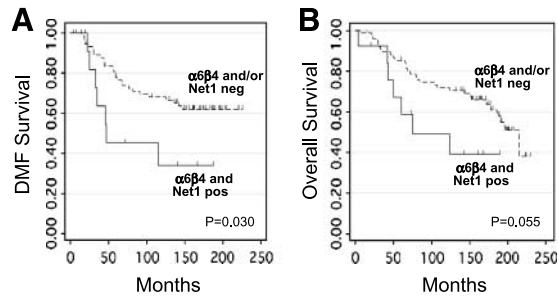 A
DMF Survival
1.00
0.80
0.60
0.40
0.20
0.00
α6β4 and/or
Net1 neg
α6β4 and
Net1 pos
P=0.030
0 50 100 150 200 250
Months
B
Overall Survival
1.00
0.80
0.60
0.40
0.20
0.00
α6β4 and/or
Net1 neg
α6β4 and
Net1 pos
P=0.055
0 50 100 150 200 250
Months